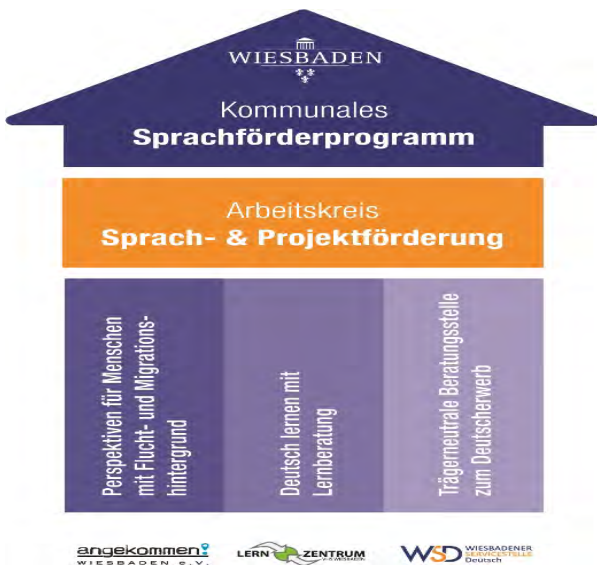 WIESBADEN
Kommunales
Sprachförderprogramm
Arbeitskreis
Sprach- & Projektförderung
Perspektiven für Menschen
mit Flucht- und Migrations-
hintergrund
Deutsch lernen mit
Lernberatung
Trägerneutrale Beratungsstelle
zum Deutscherwerb
angekommen!
WIESBADEN e.V.
LERN ZENTRUM
WSD WIESBADENER
SERVICESTELLE
Deutsch